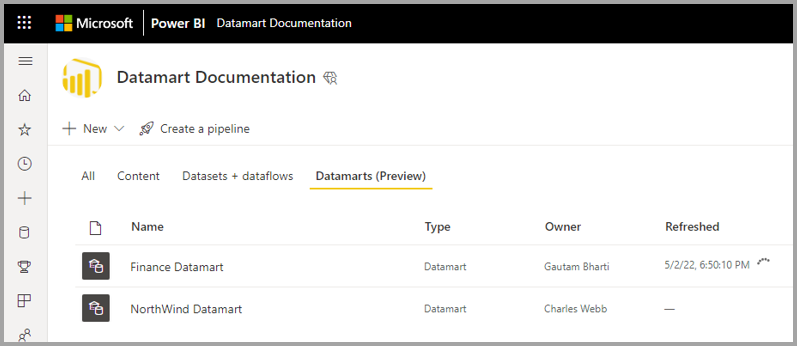 Microsoft Power BI Datamart Documentation
Datamart Documentation
New Create a pipeline
All Content Datasets + dataflows Datamarts (Preview)
Name Type Owner Refreshed
Finance Datamart Datamart Gautam Bharti 5/2/22, 6:50:10 PM
NorthWind Datamart Datamart Charles Webb —